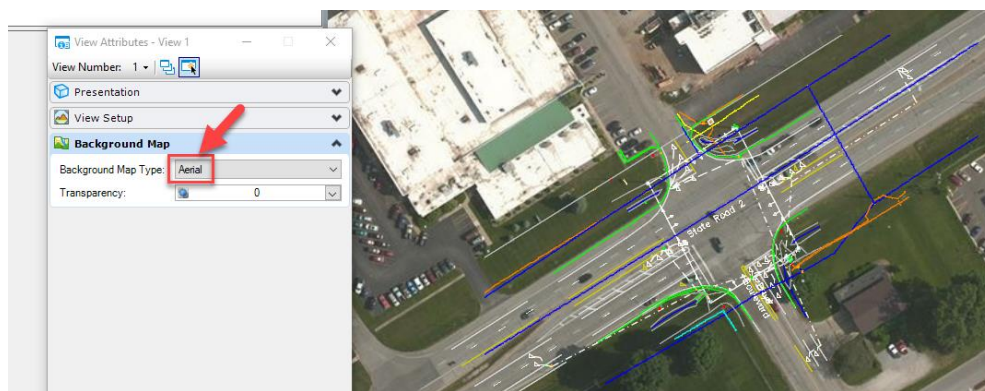 View Attributes - View 1
View Number: 1
Presentation
View Setup
Background Map
Background Map Type: Aerial
Transparency: 0
State Road 2
Boulevard